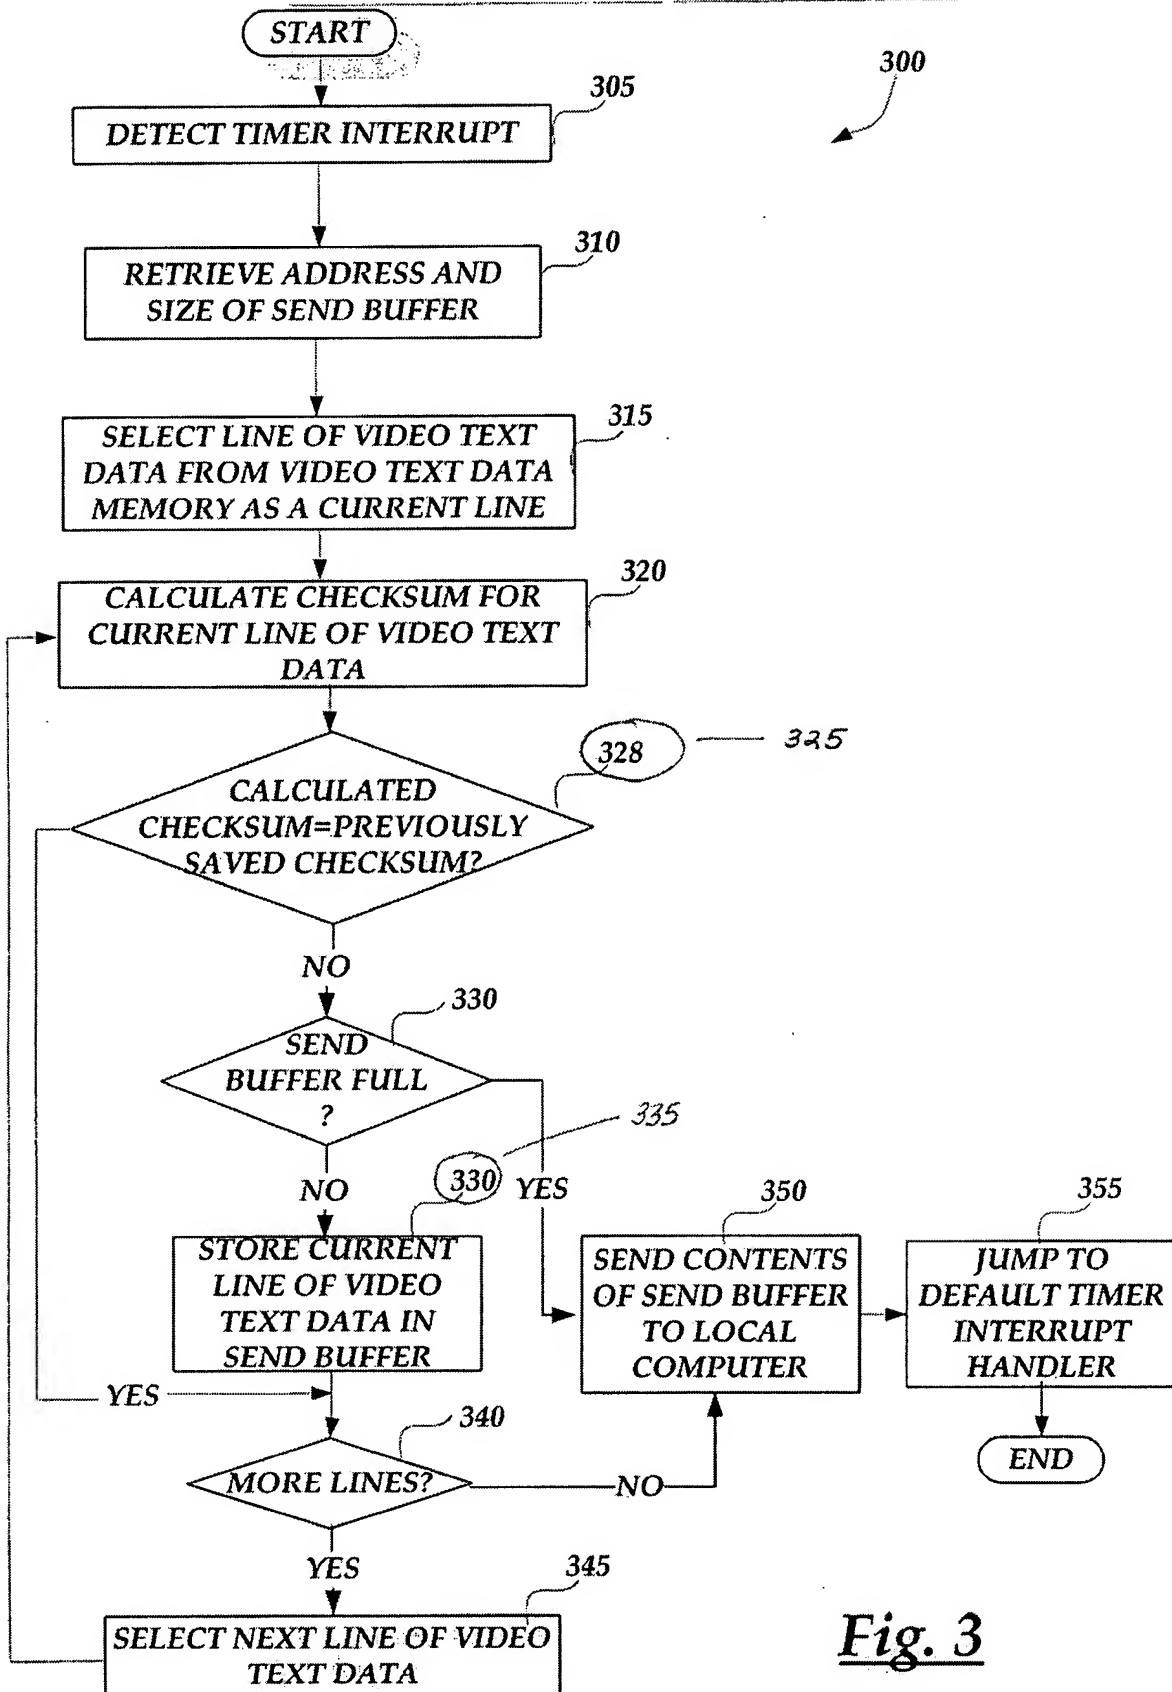 START
300
305
DETECT TIMER INTERRUPT
310
RETRIEVE ADDRESS AND
SIZE OF SEND BUFFER
315
SELECT LINE OF VIDEO TEXT
DATA FROM VIDEO TEXT DATA
MEMORY AS A CURRENT LINE
320
CALCULATE CHECKSUM FOR
CURRENT LINE OF VIDEO TEXT
DATA
328
325
CALCULATED
CHECKSUM=PREVIOUSLY
SAVED CHECKSUM?
NO
330
SEND
BUFFER FULL
?
335
NO
330
YES
STORE CURRENT
LINE OF VIDEO
TEXT DATA IN
SEND BUFFER
350
SEND CONTENTS
OF SEND BUFFER
TO LOCAL
COMPUTER
355
JUMP TO
DEFAULT TIMER
INTERRUPT
HANDLER
YES
340
MORE LINES?
NO
END
YES
345
SELECT NEXT LINE OF VIDEO
TEXT DATA
Fig. 3